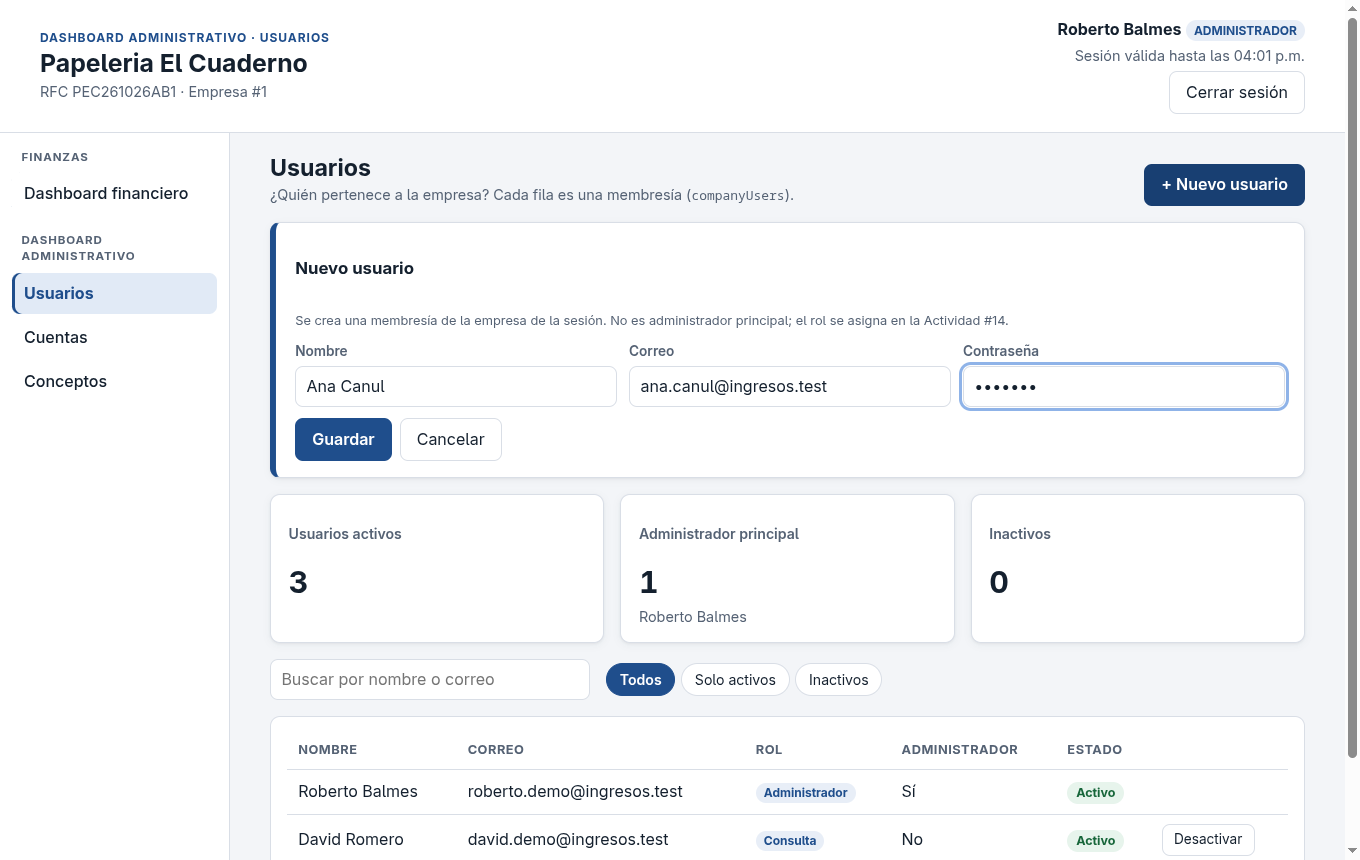 DASHBOARD ADMINISTRATIVO · USUARIOS
Papeleria El Cuaderno
RFC PEC261026AB1 · Empresa #1
Roberto Balmes ADMINISTRADOR
Sesión válida hasta las 04:01 p.m.
Cerrar sesión
FINANZAS
Dashboard financiero
DASHBOARD
ADMINISTRATIVO
Usuarios
Cuentas
Conceptos
Usuarios
¿Quién pertenece a la empresa? Cada fila es una membresía (companyUsers).
+ Nuevo usuario
Nuevo usuario
Se crea una membresía de la empresa de la sesión. No es administrador principal; el rol se asigna en la Actividad #14.
Nombre Correo Contraseña
Ana Canul ana.canul@ingresos.test •••••••
Guardar Cancelar
Usuarios activos
3
Administrador principal
1
Roberto Balmes
Inactivos
0
Buscar por nombre o correo Todos Solo activos Inactivos
NOMBRE CORREO ROL ADMINISTRADOR ESTADO
Roberto Balmes roberto.demo@ingresos.test Administrador Sí Activo
David Romero david.demo@ingresos.test Consulta No Activo Desactivar